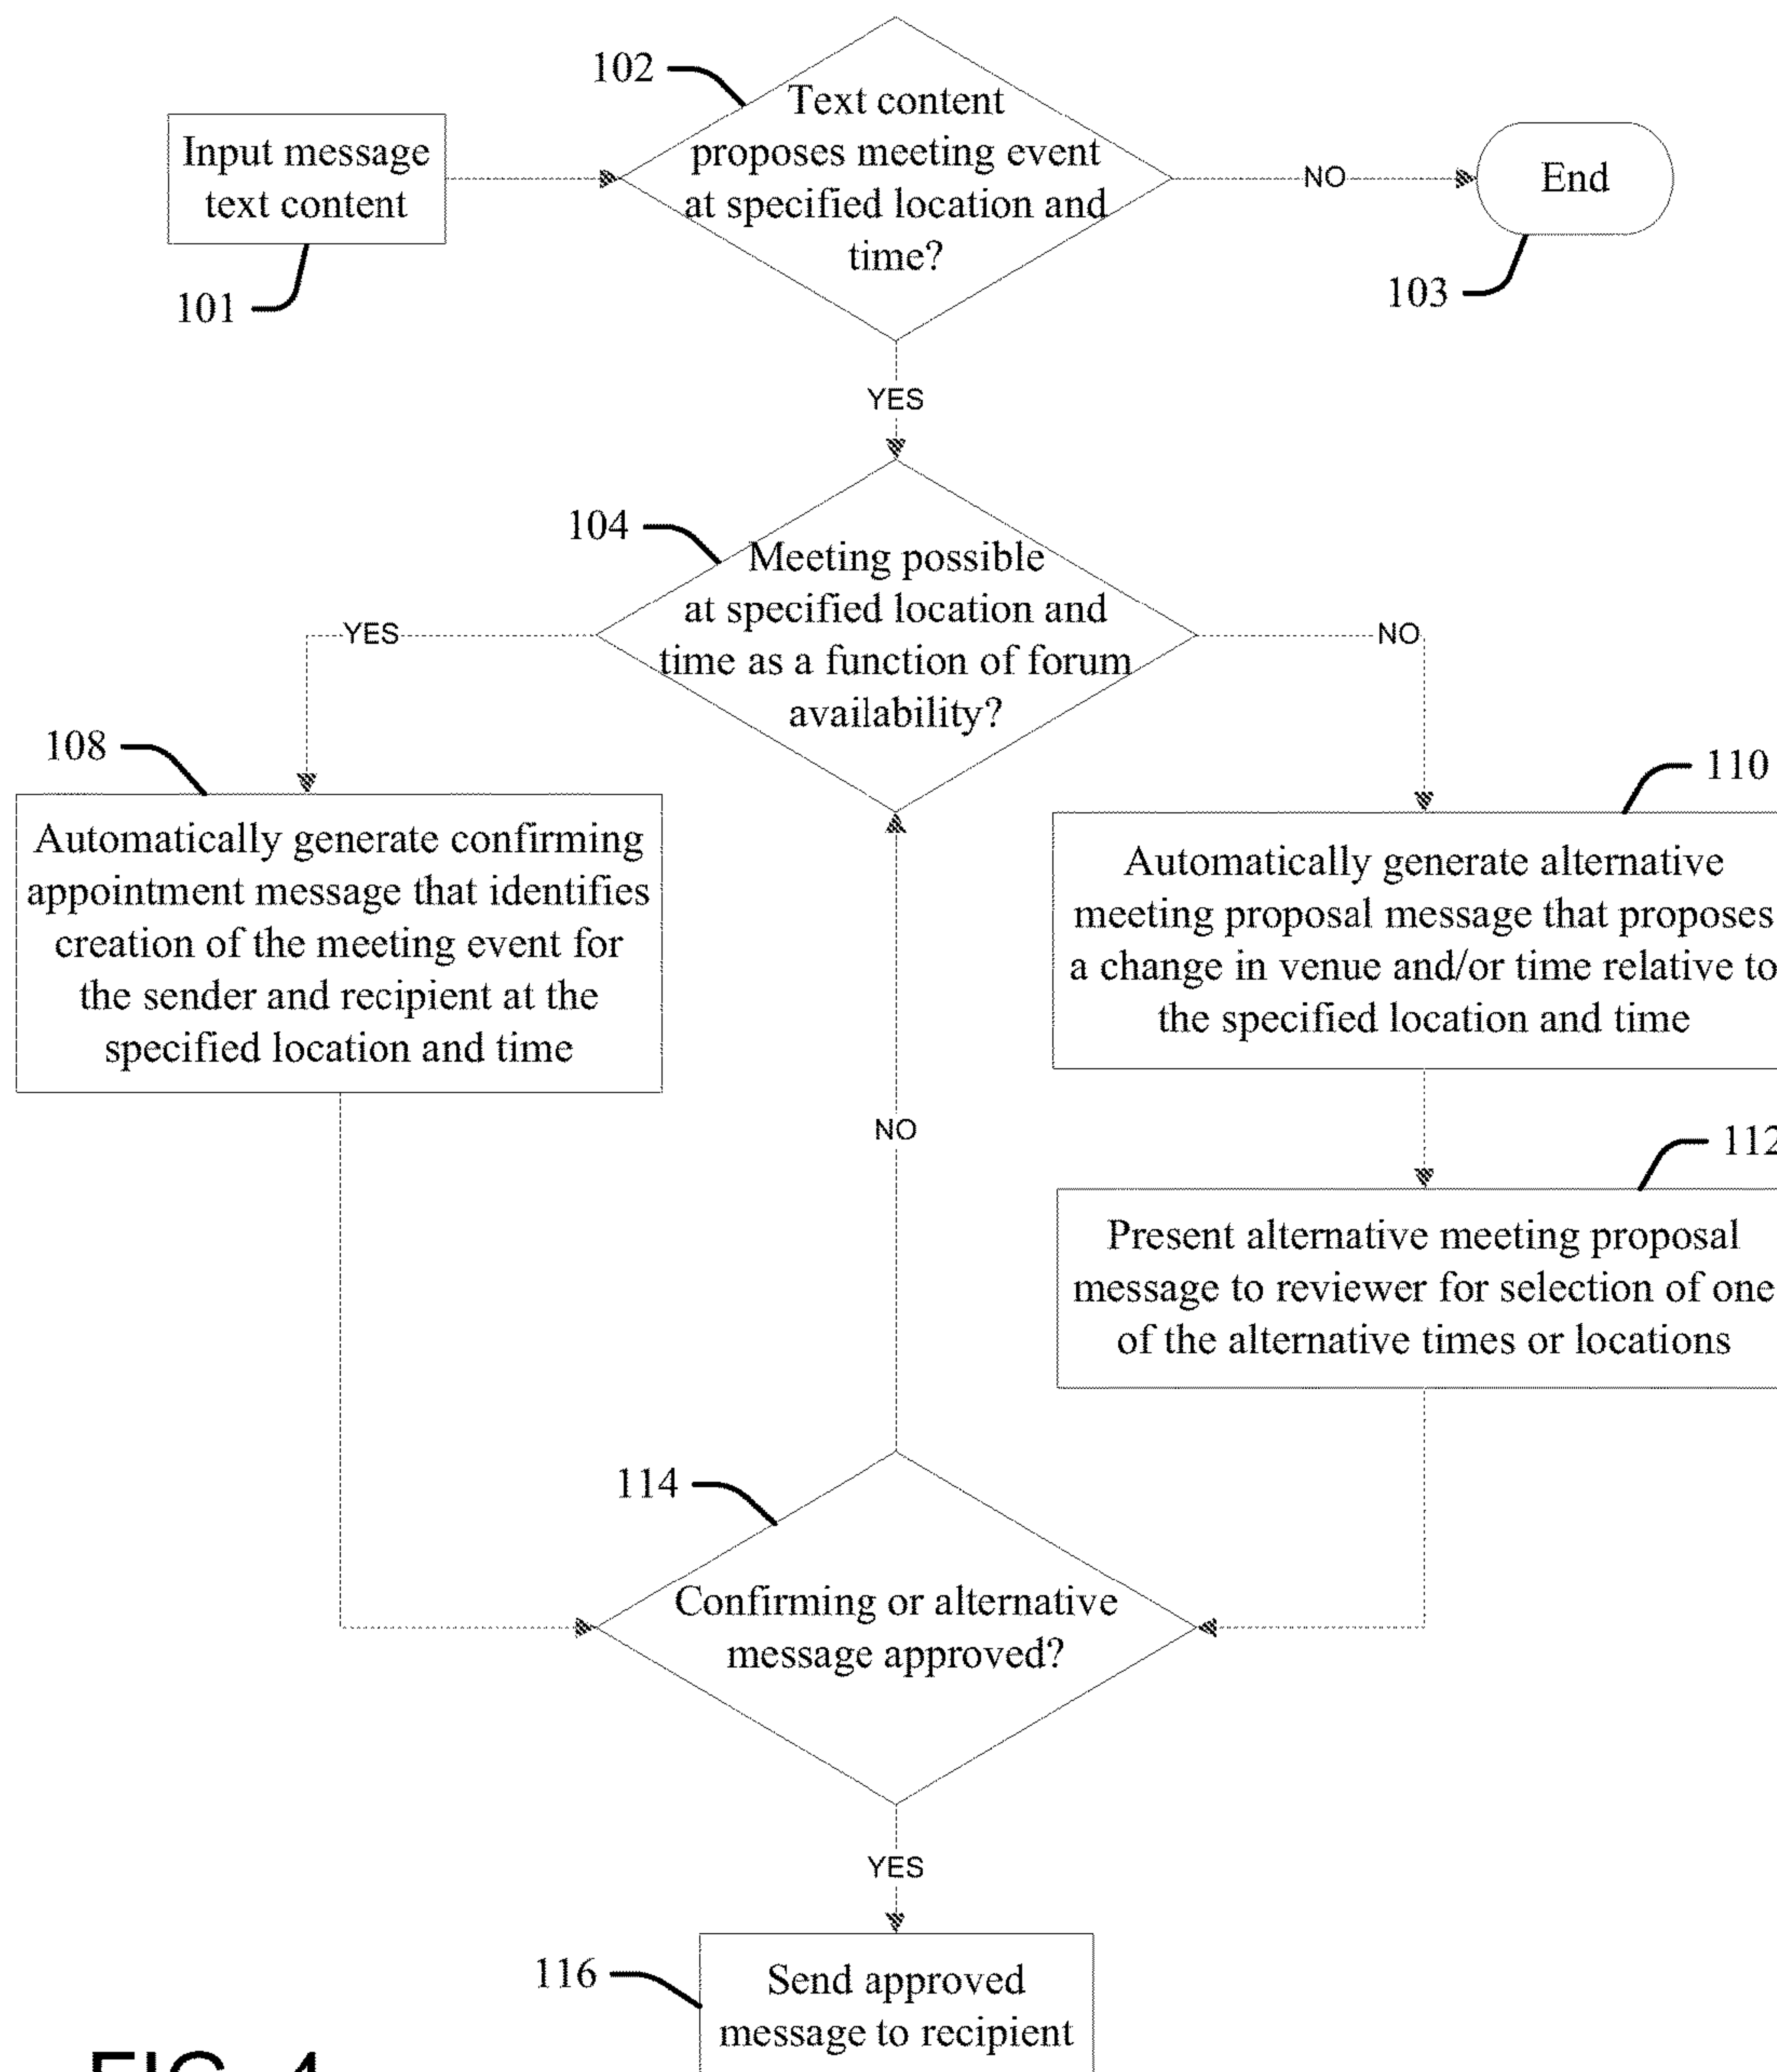 102
Text content
proposes meeting event
at specified location and
time?
Input message
text content
101
NO
End
103
YES
104
Meeting possible
at specified location and
time as a function of forum
availability?
YES
NO
108
Automatically generate confirming
appointment message that identifies
creation of the meeting event for
the sender and recipient at the
specified location and time
110
Automatically generate alternative
meeting proposal message that proposes
a change in venue and/or time relative to
the specified location and time
NO
112
Present alternative meeting proposal
message to reviewer for selection of one
of the alternative times or locations
114
Confirming or alternative
message approved?
YES
116
Send approved
message to recipient
FIG. 4